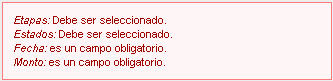 Etapas: Debe ser seleccionado.
Estados: Debe ser seleccionado.
Fecha: es un campo obligatorio.
Monto: es un campo obligatorio.